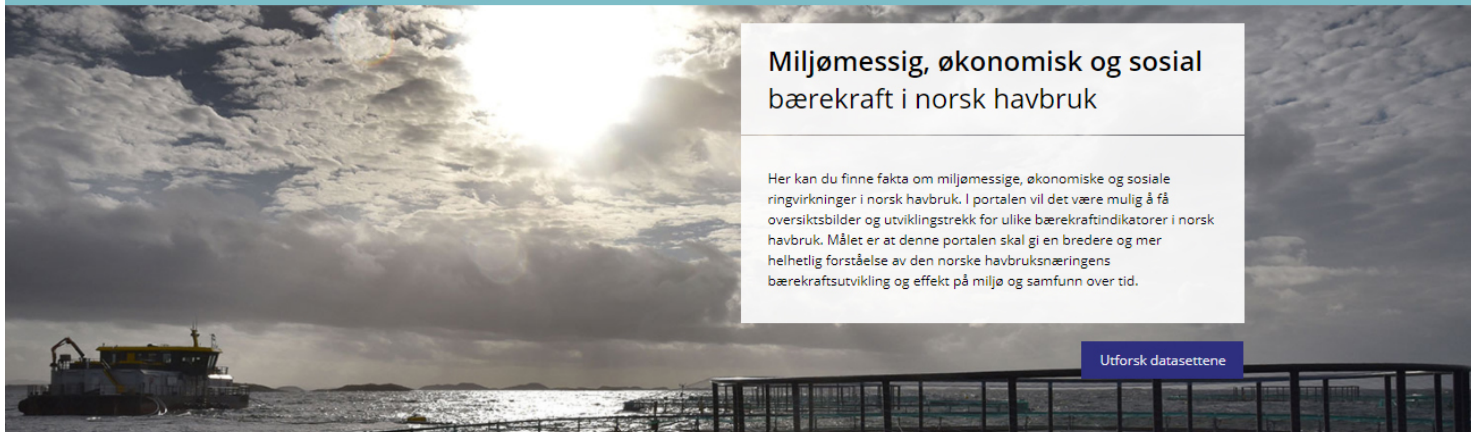 Miljømessig, økonomisk og sosial
bærekraft i norsk havbruk
Her kan du finne fakta om miljømessige, økonomiske og sosiale
ringvirkninger i norsk havbruk. I portalen vil det være mulig å få
oversiktsbilder og utviklingstrekk for ulike bærekraftindikatorer i norsk
havbruk. Målet er at denne portalen skal gi en bredere og mer
helhetlig forståelse av den norske havbruksnæringens
bærekraftsutvikling og effekt på miljø og samfunn over tid.
Utforsk datasettene